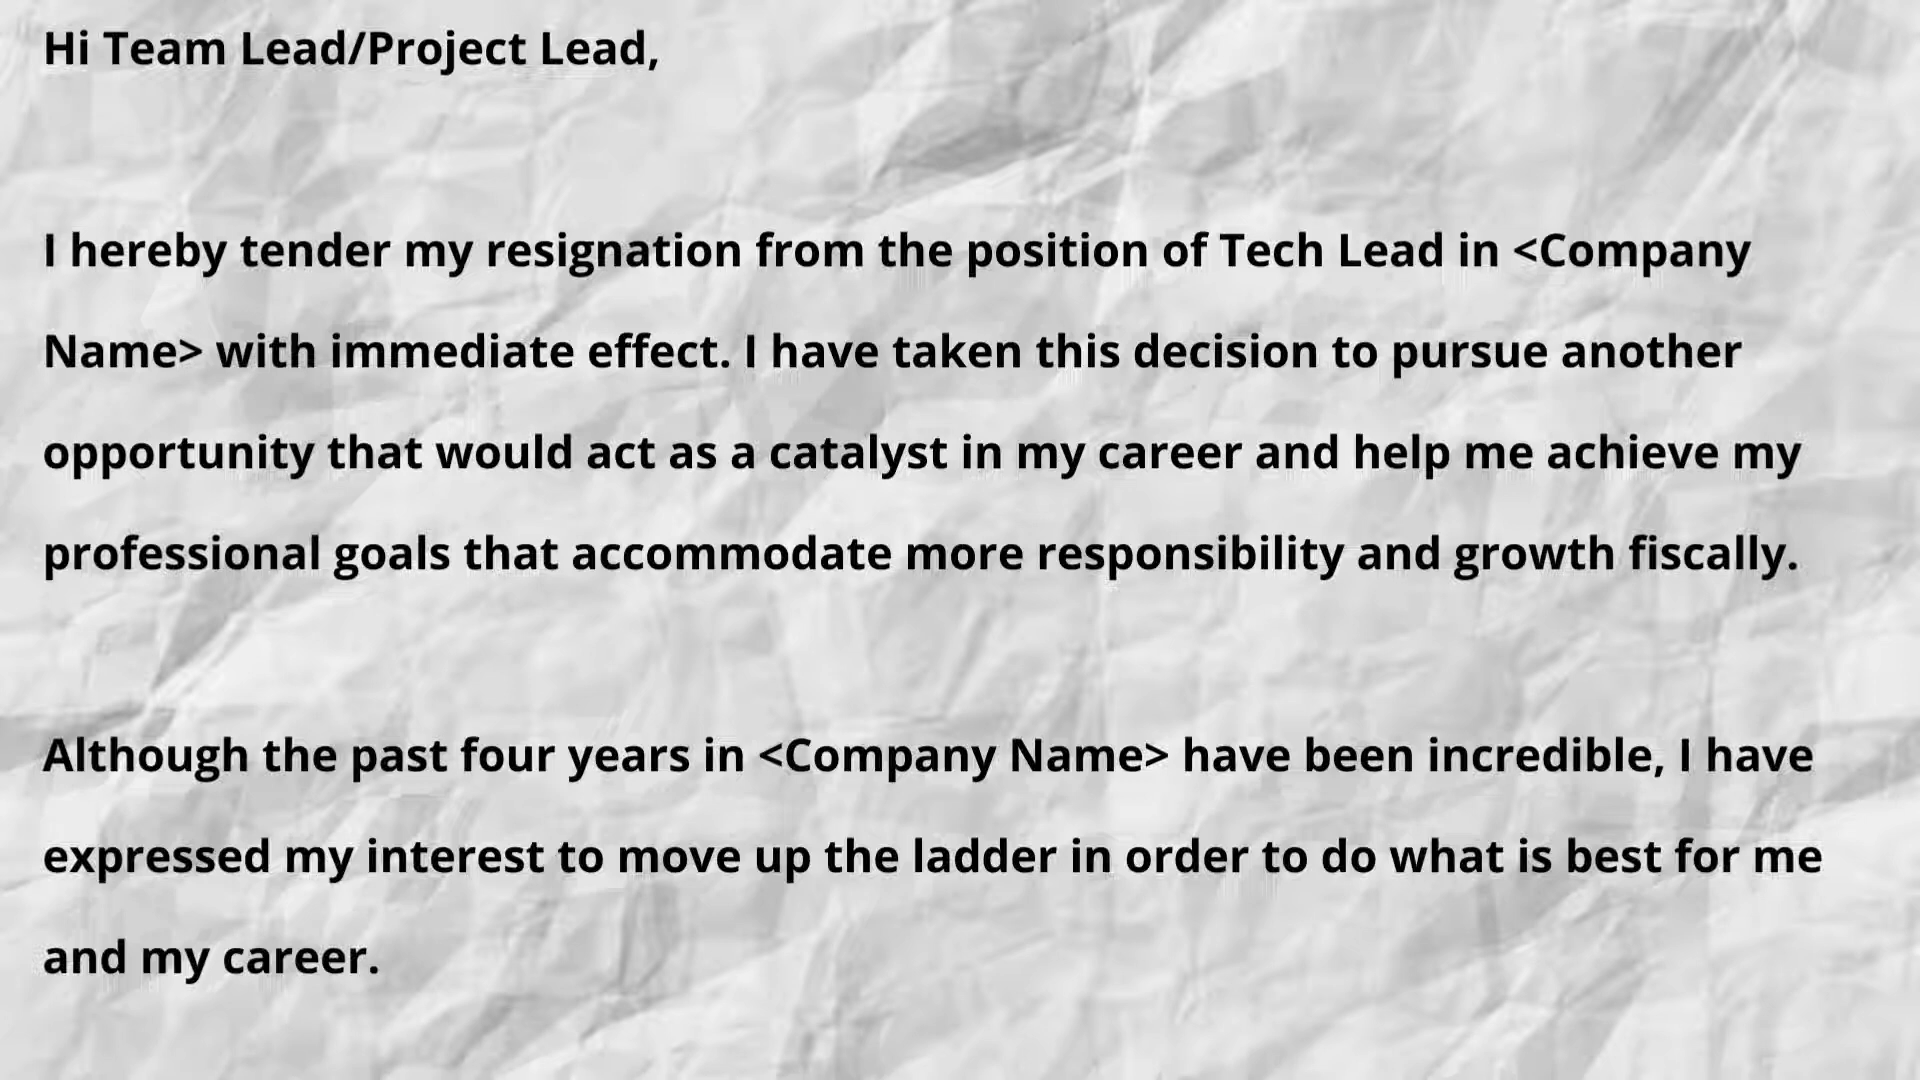 Hi Team Lead/Project Lead,
I hereby tender my resignation from the position of Tech Lead in <Company
Name> with immediate effect. I have taken this decision to pursue another
opportunity that would act as a catalyst in my career and help me achieve my
professional goals that accommodate more responsibility and growth fiscally.
Although the past four years in <Company Name> have been incredible, I have
expressed my interest to move up the ladder in order to do what is best for me
and my career.